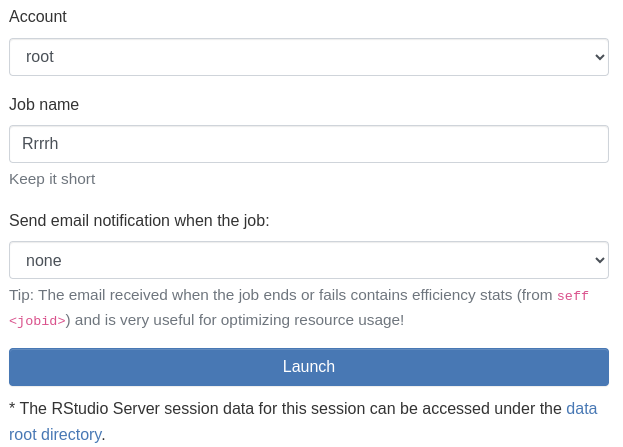 Account
root
Job name
Rrrrh
Keep it short
Send email notification when the job:
none
Tip: The email received when the job ends or fails contains efficiency stats (from seff
<jobid>) and is very useful for optimizing resource usage!
Launch
* The RStudio Server session data for this session can be accessed under the data
root directory.